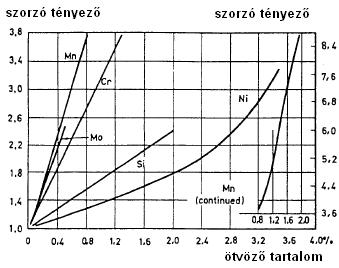 szorzó tényező szorzó tényező
3,8
3,4
3,0
2,6
2,2
1,8
1,4
1,0
Mn
Cr
Mo
Si
Ni
Mn
(continued)
0.8 1.2 1.6 2.0
8.4
7.6
6.8
6.0
5.2
4.4
3.6
0.4 0.8 1.2 1.6 2.0 2.4 2.8 3.2 3.6 4.0%
ötvöző tartalom